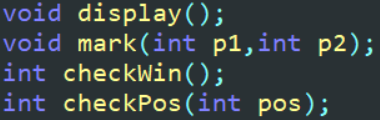 void display();
void mark(int p1,int p2);
int checkWin();
int checkPos(int pos);